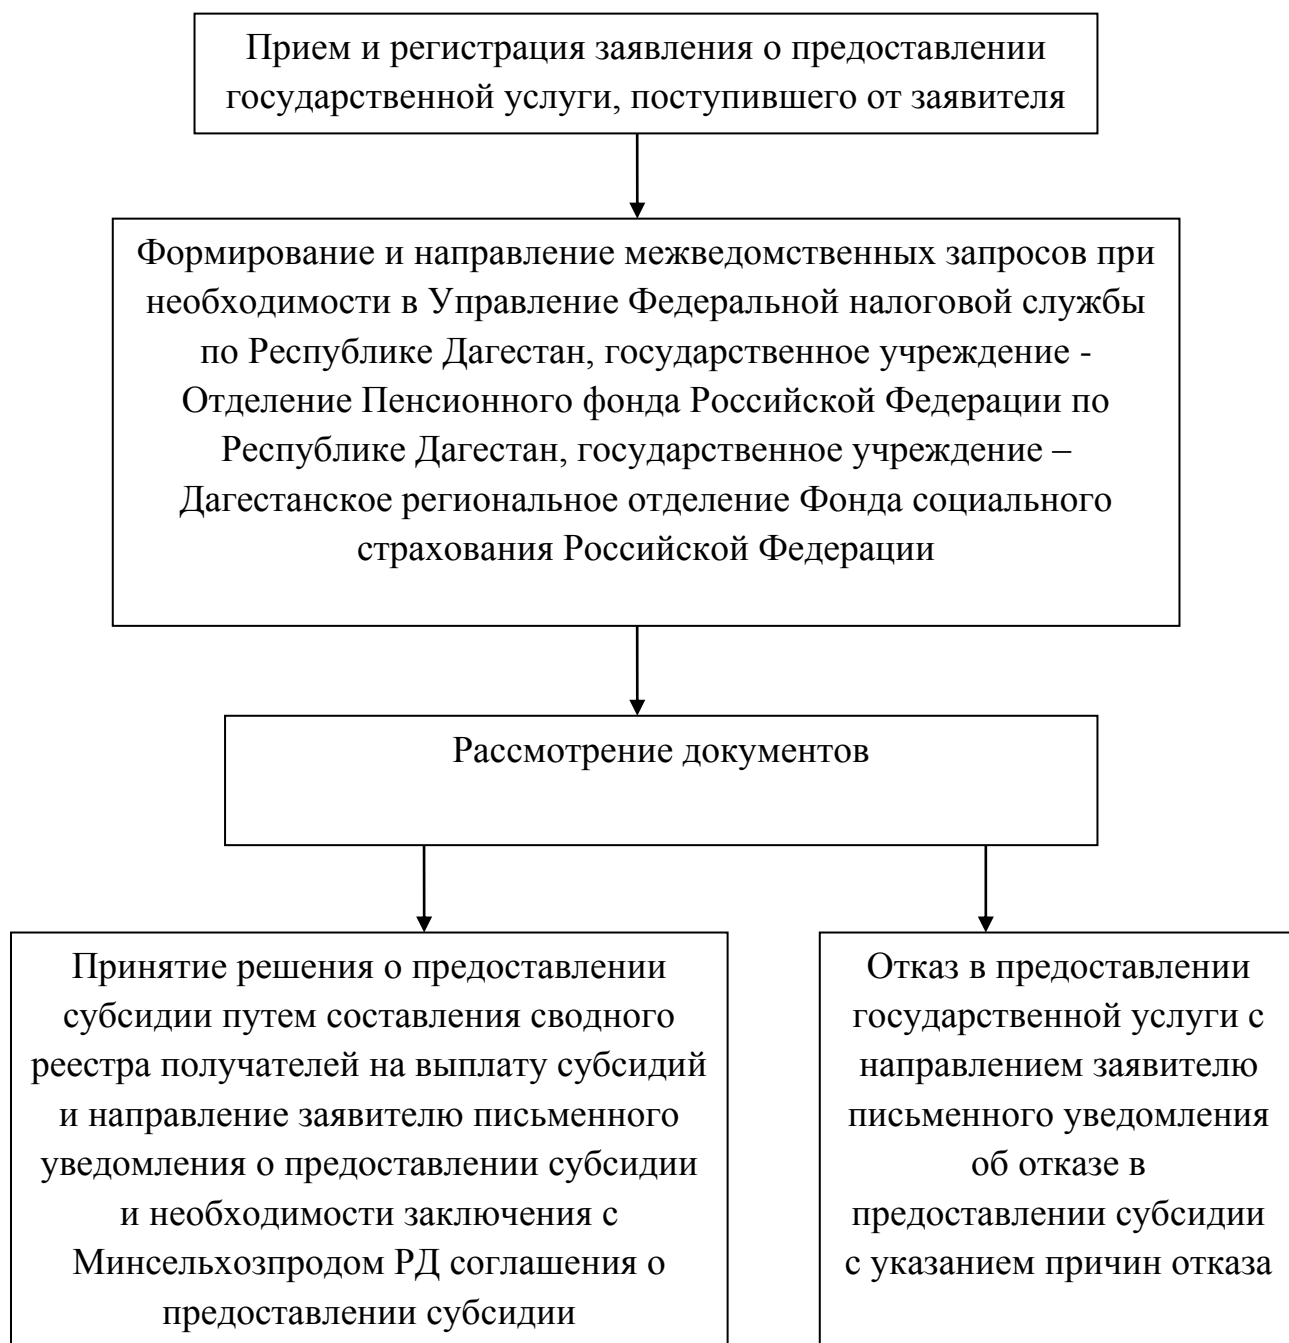 Прием и регистрация заявления о предоставлении
государственной услуги, поступившего от заявителя
Формирование и направление межведомственных запросов при
необходимости в Управление Федеральной налоговой службы
по Республике Дагестан, государственное учреждение -
Отделение Пенсионного фонда Российской Федерации по
Республике Дагестан, государственное учреждение –
Дагестанское региональное отделение Фонда социального
страхования Российской Федерации
Рассмотрение документов
Принятие решения о предоставлении
субсидии путем составления сводного
реестра получателей на выплату субсидий
и направление заявителю письменного
уведомления о предоставлении субсидии
и необходимости заключения с
Минсельхозпродом РД соглашения о
предоставлении субсидии
Отказ в предоставлении
государственной услуги с
направлением заявителю
письменного уведомления
об отказе в
предоставлении субсидии
с указанием причин отказа